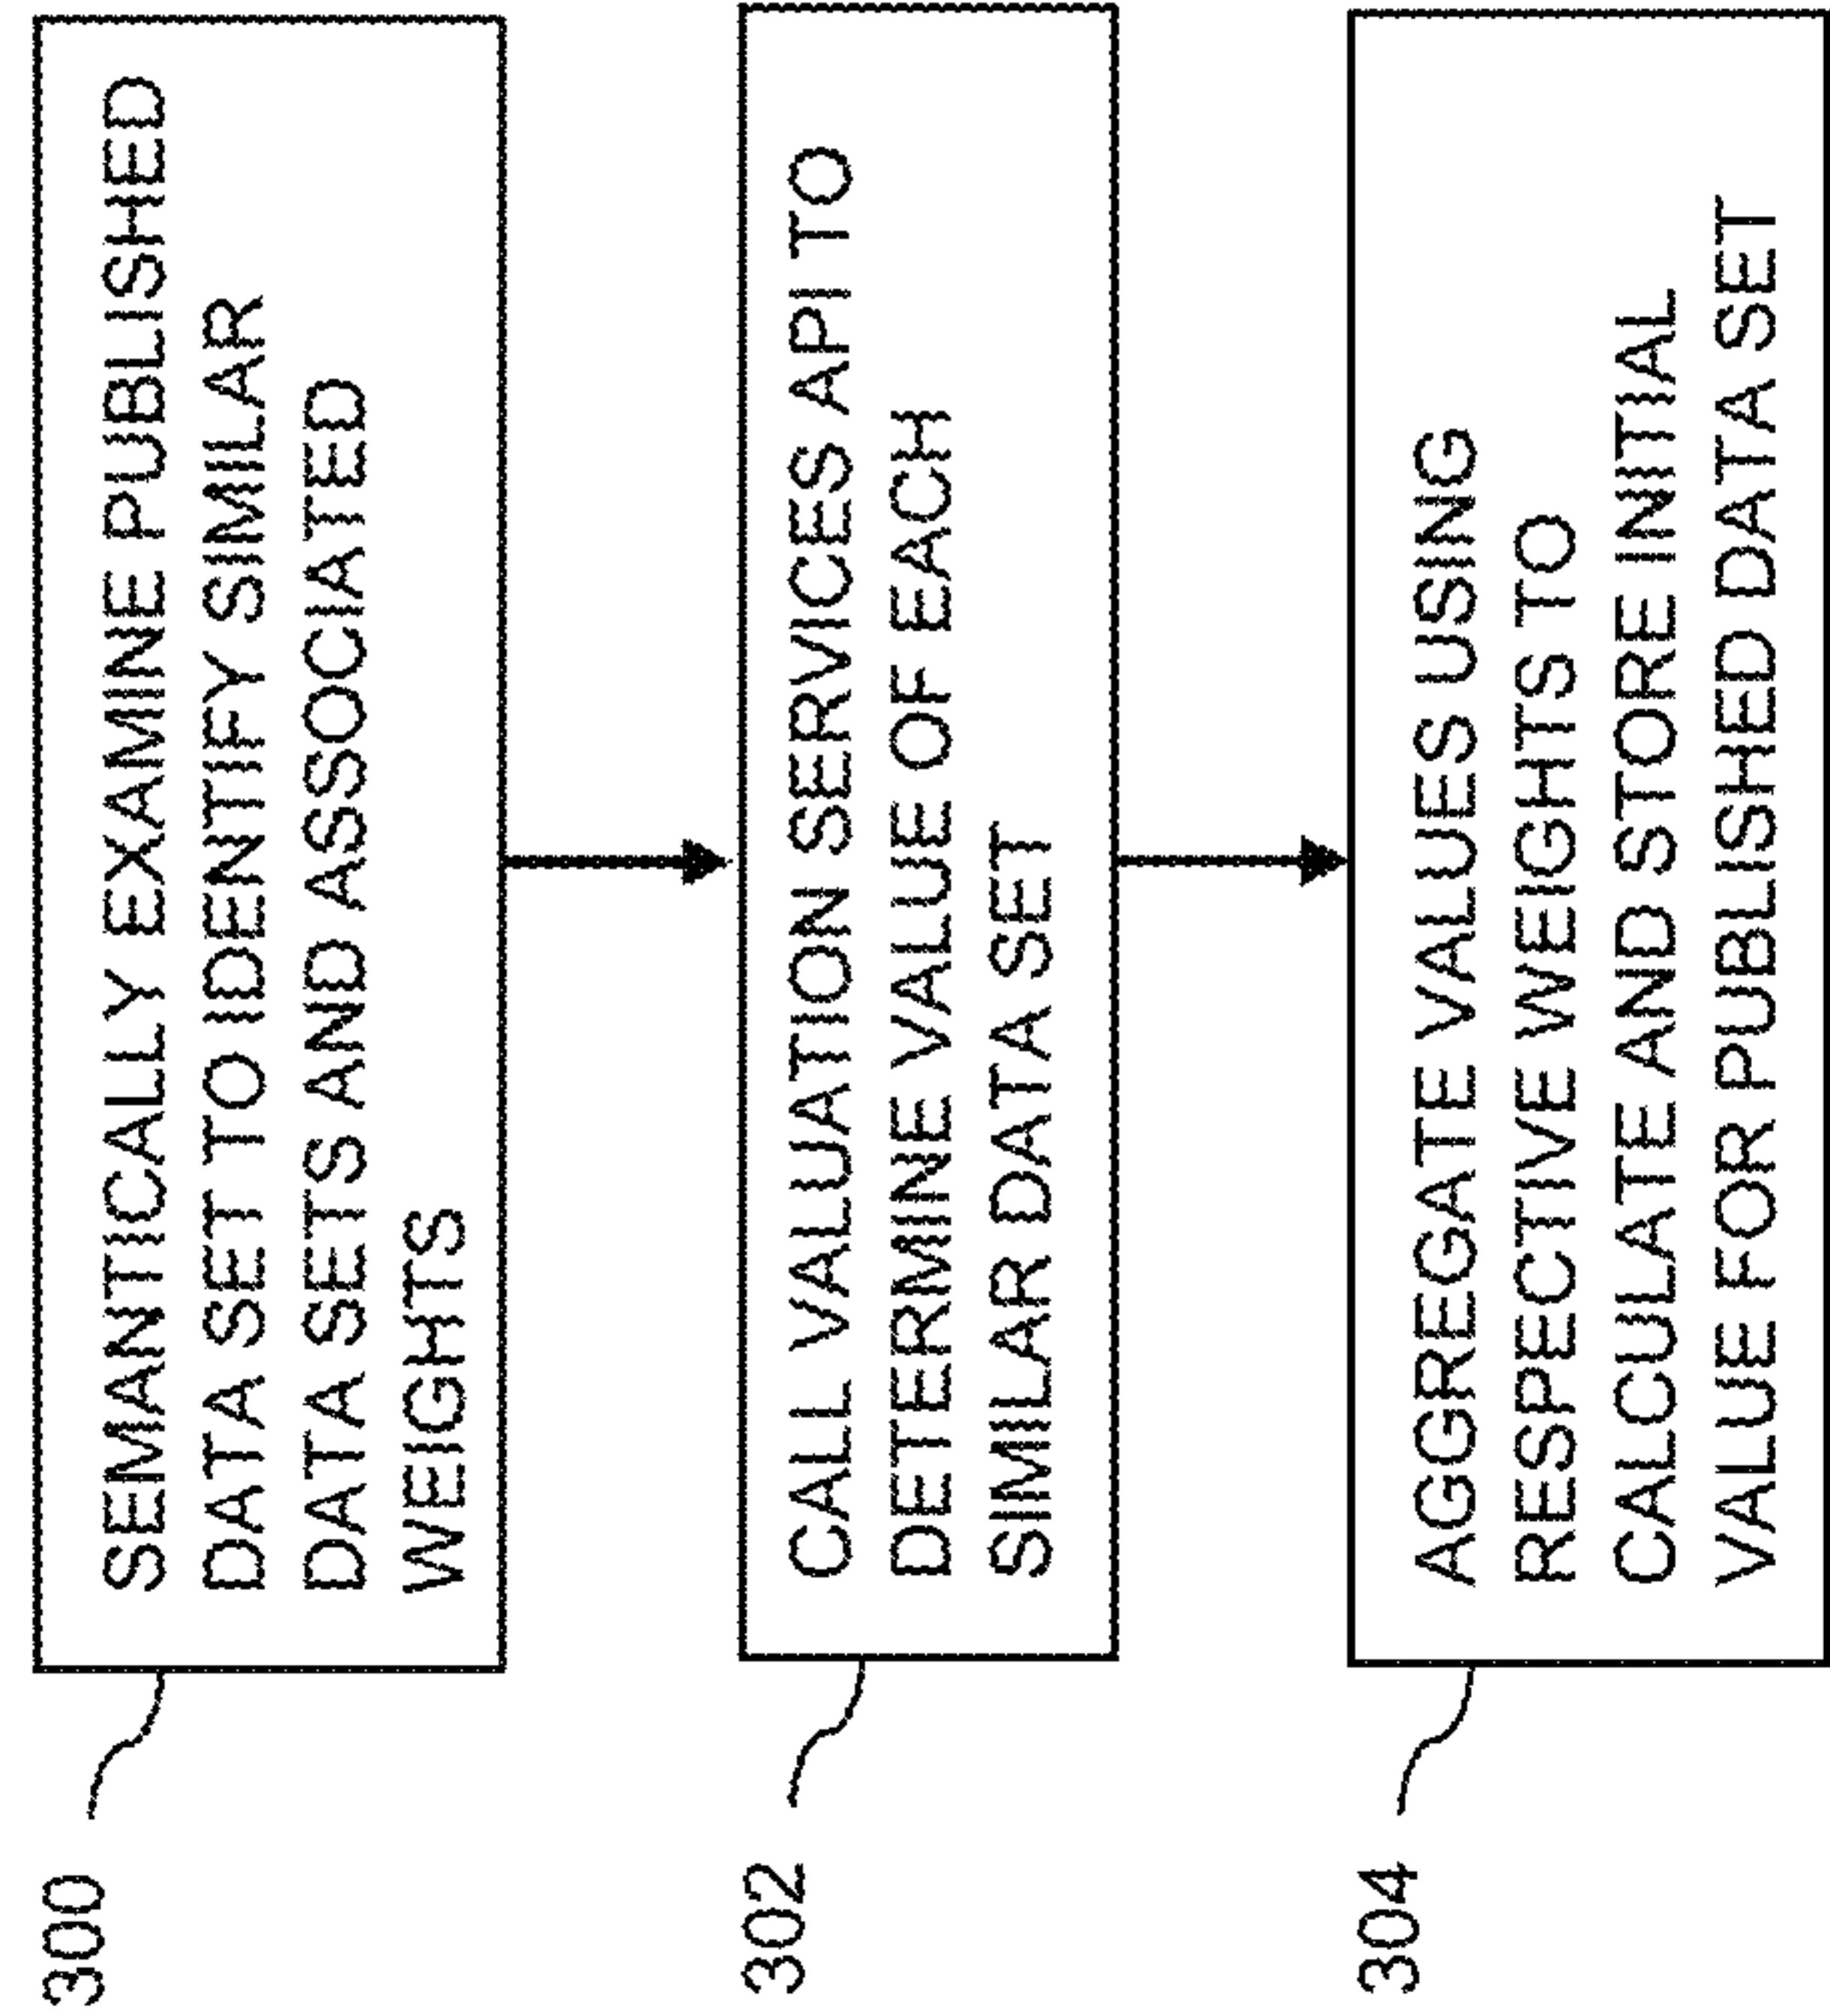 300
SEMANTICALLY EXAMINE PUBLISHED
DATA SET TO IDENTIFY SIMILAR
DATA SETS AND ASSOCIATED
WEIGHTS
302
CALL VALUATION SERVICES API TO
DETERMINE VALUE OF EACH
SIMILAR DATA SET
304
AGGREGATE VALUES USING
RESPECTIVE WEIGHTS TO
CALCULATE AND STORE INITIAL
VALUE FOR PUBLISHED DATA SET